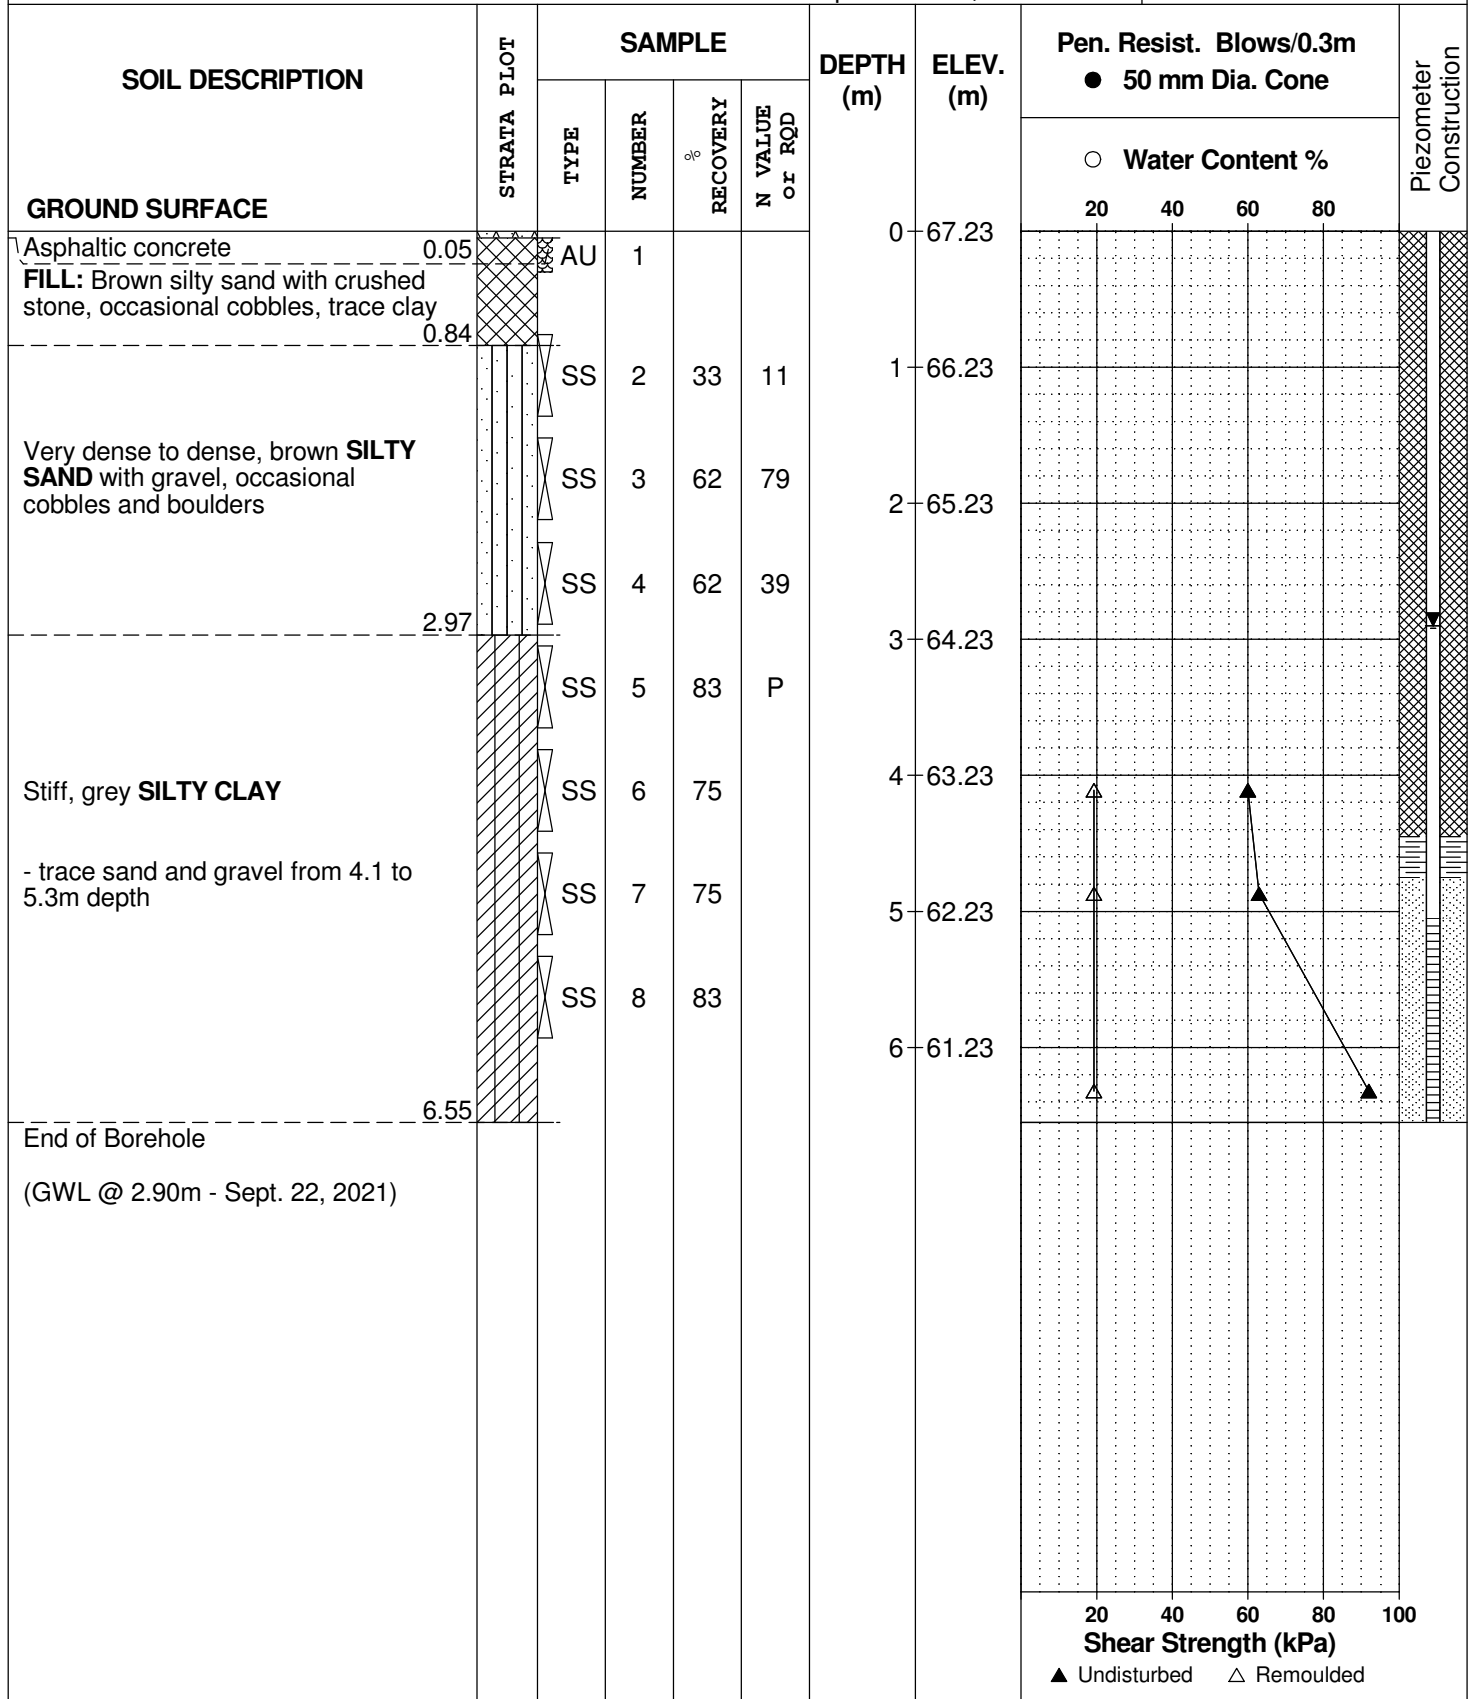 SOIL DESCRIPTION
GROUND SURFACE
STRATA PLOT
SAMPLE
TYPE
NUMBER
%
RECOVERY
N VALUE
or RQD
DEPTH
(m)
ELEV.
(m)
Pen. Resist. Blows/0.3m
● 50 mm Dia. Cone
○ Water Content %
20 40 60 80
Piezometer
Construction
0 67.23
Asphaltic concrete 0.05
AU 1
FILL: Brown silty sand with crushed
stone, occasional cobbles, trace clay
0.84
SS 2 33 11
1 66.23
Very dense to dense, brown SILTY
SAND with gravel, occasional
cobbles and boulders
SS 3 62 79
2 65.23
SS 4 62 39
2.97
3 64.23
SS 5 83 P
4 63.23
Stiff, grey SILTY CLAY
SS 6 75
- trace sand and gravel from 4.1 to
5.3m depth
SS 7 75
5 62.23
SS 8 83
6 61.23
6.55
End of Borehole
(GWL @ 2.90m - Sept. 22, 2021)
20 40 60 80 100
Shear Strength (kPa)
▲ Undisturbed △ Remoulded